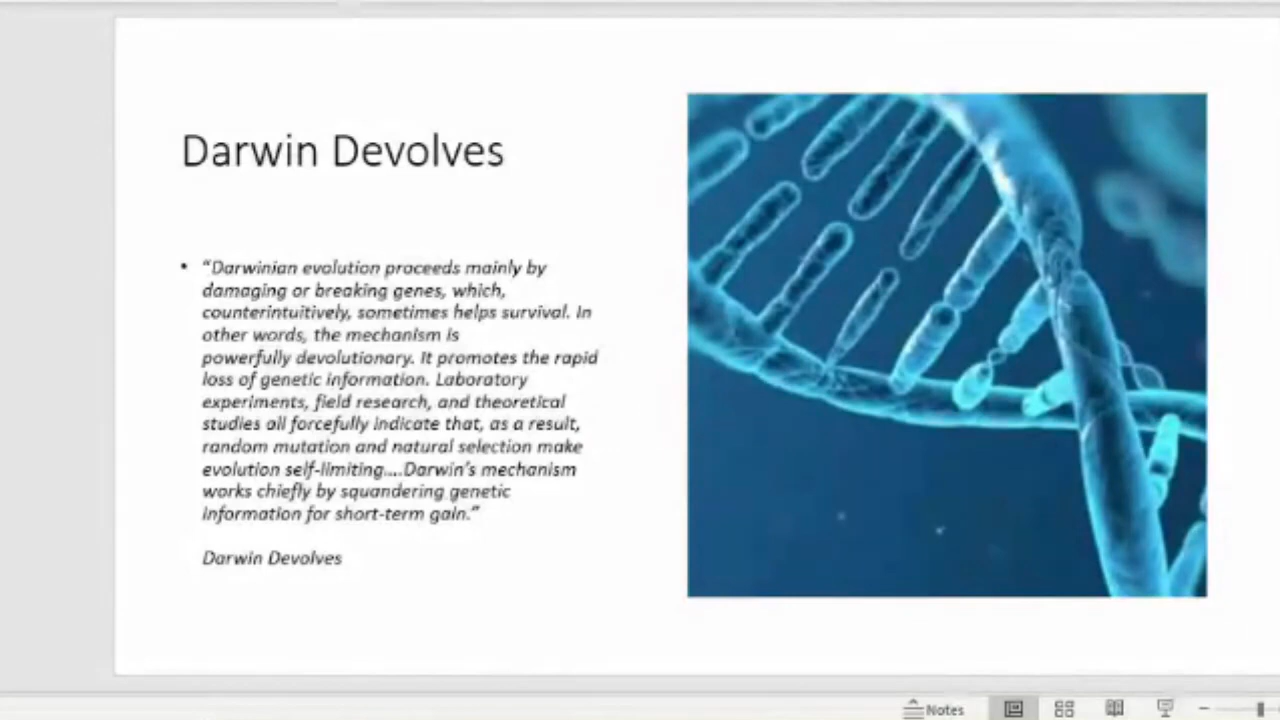 Darwin Devolves
• “Darwinian evolution proceeds mainly by
damaging or breaking genes, which,
counterintuitively, sometimes helps survival. In
other words, the mechanism is
powerfully devolutionary. It promotes the rapid
loss of genetic information. Laboratory
experiments, field research, and theoretical
studies all forcefully indicate that, as a result,
random mutation and natural selection make
evolution self-limiting....Darwin’s mechanism
works chiefly by squandering genetic
information for short-term gain.”
Darwin Devolves
Notes